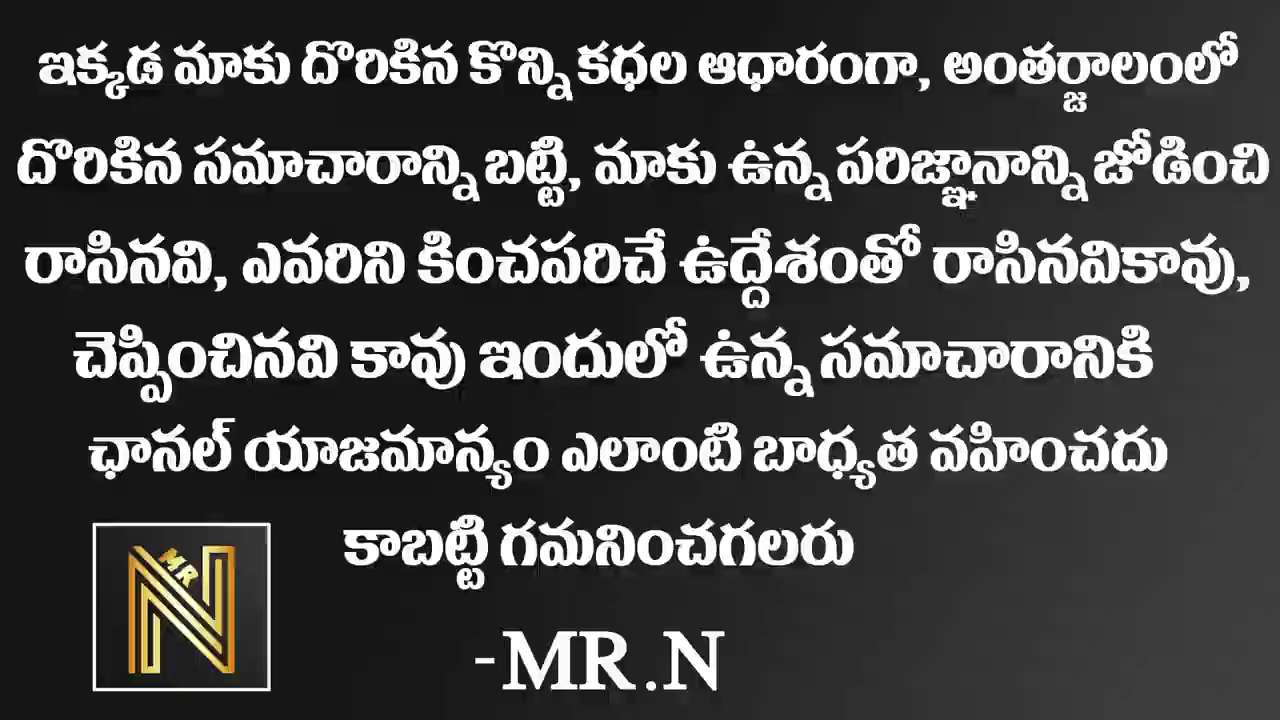 ఇక్కడ మాకు దొరికిన కొన్ని కధల ఆధారంగా, అంతర్జాలంలో
దొరికిన సమాచారాన్ని బట్టి, మాకు ఉన్న పరిజ్ఞానాన్ని జోడించి
రాసినవి, ఎవరిని కించపరిచే ఉద్దేశంతో రాసినవికావు,
చెప్పించినవి కావు ఇందులో ఉన్న సమాచారానికి
ఛానల్ యాజమాన్యం ఎలాంటి బాధ్యత వహించదు
కాబట్టి గమనించగలరు
MR
N
-MR.N